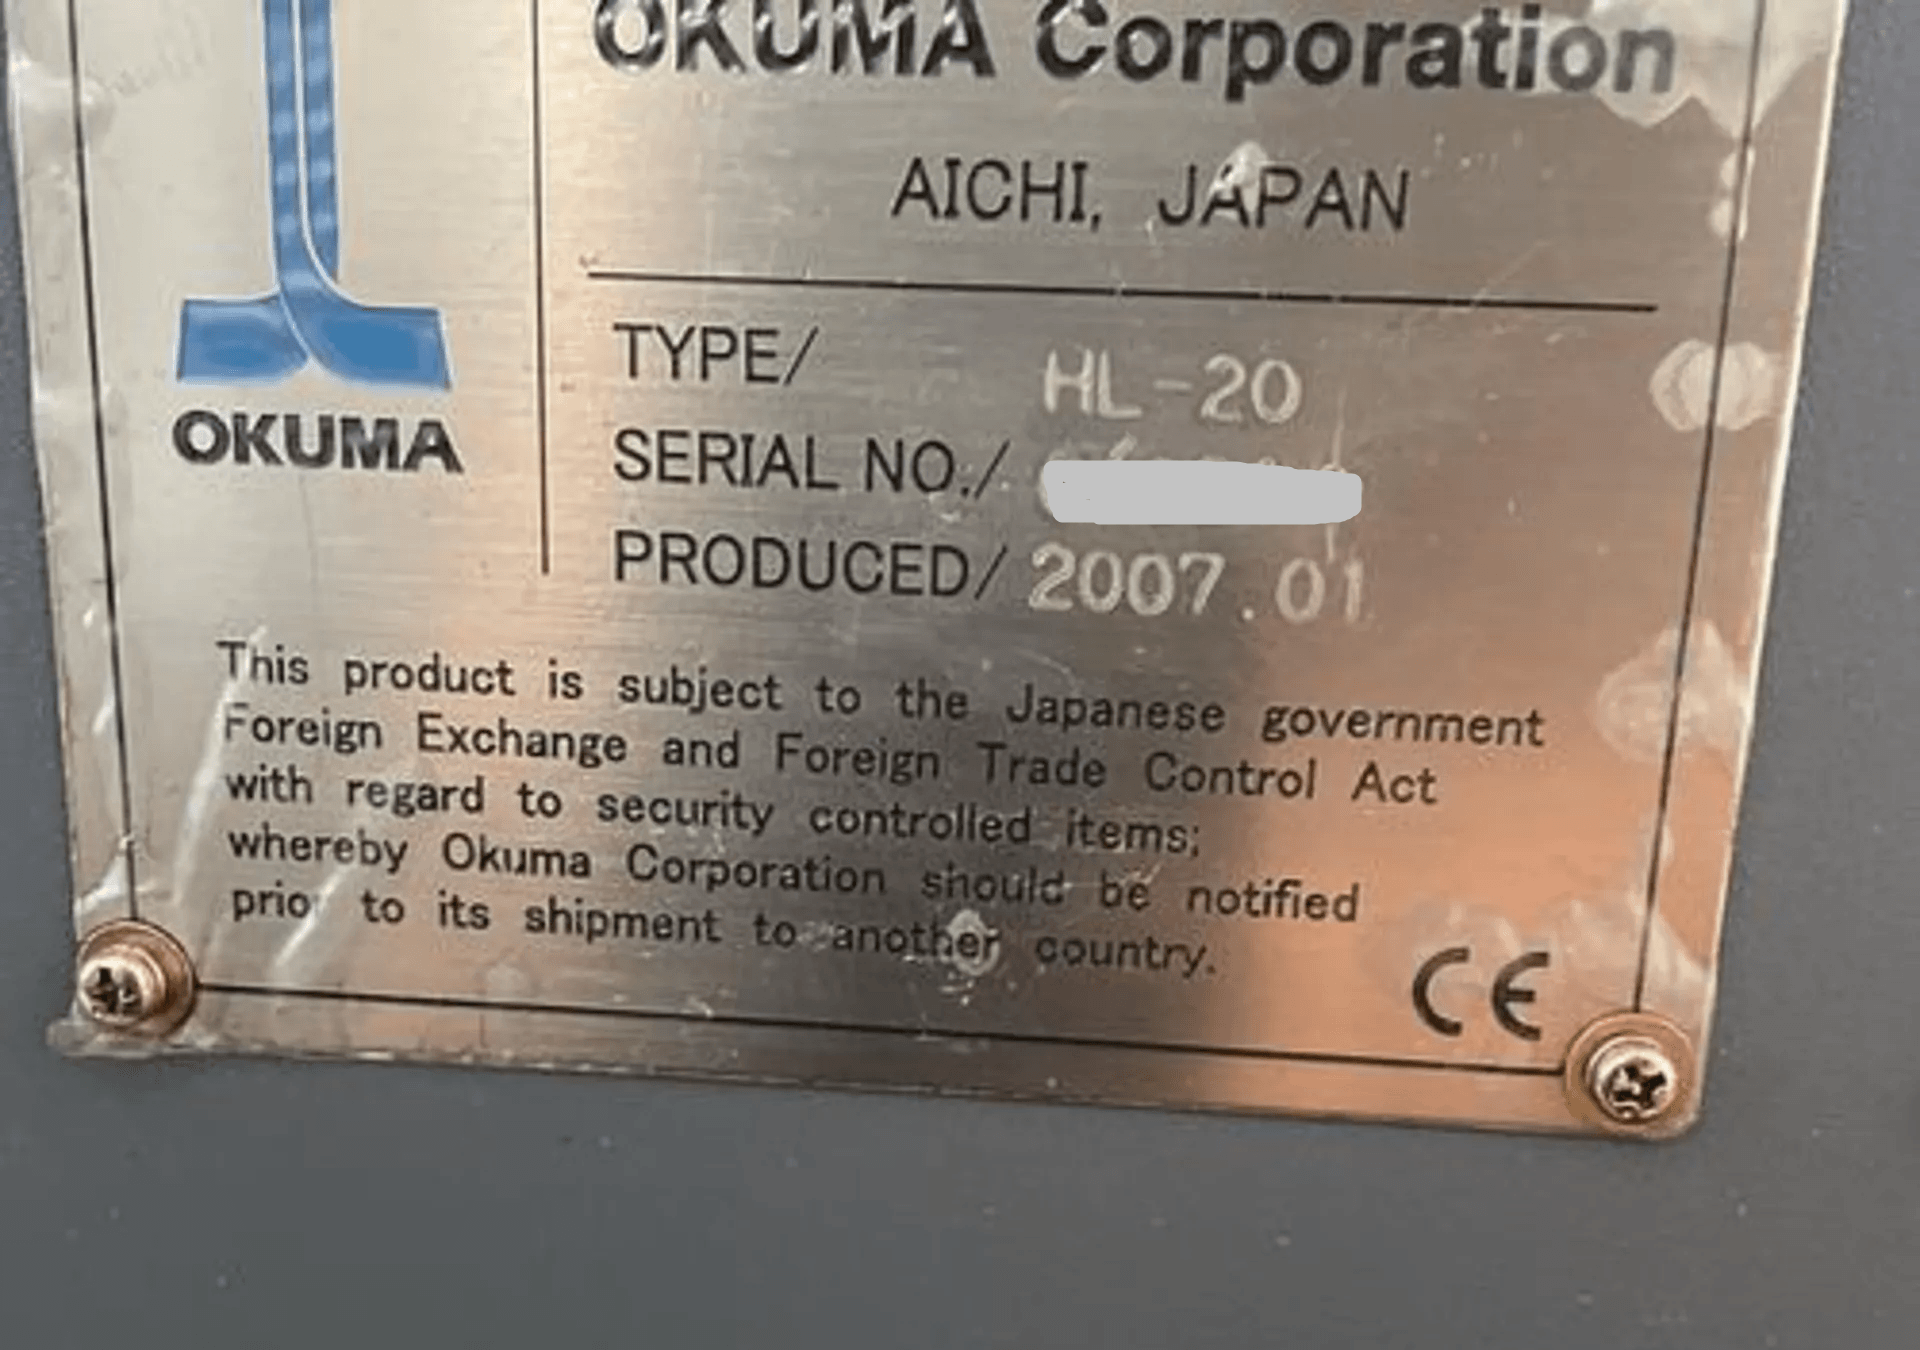 OKUMA Corporation
AICHI, JAPAN
OKUMA
TYPE/ HL-20
SERIAL NO./
PRODUCED/ 2007.01
This product is subject to the Japanese government
Foreign Exchange and Foreign Trade Control Act
with regard to security controlled items;
whereby Okuma Corporation should be notified
prior to its shipment to another country.
CE